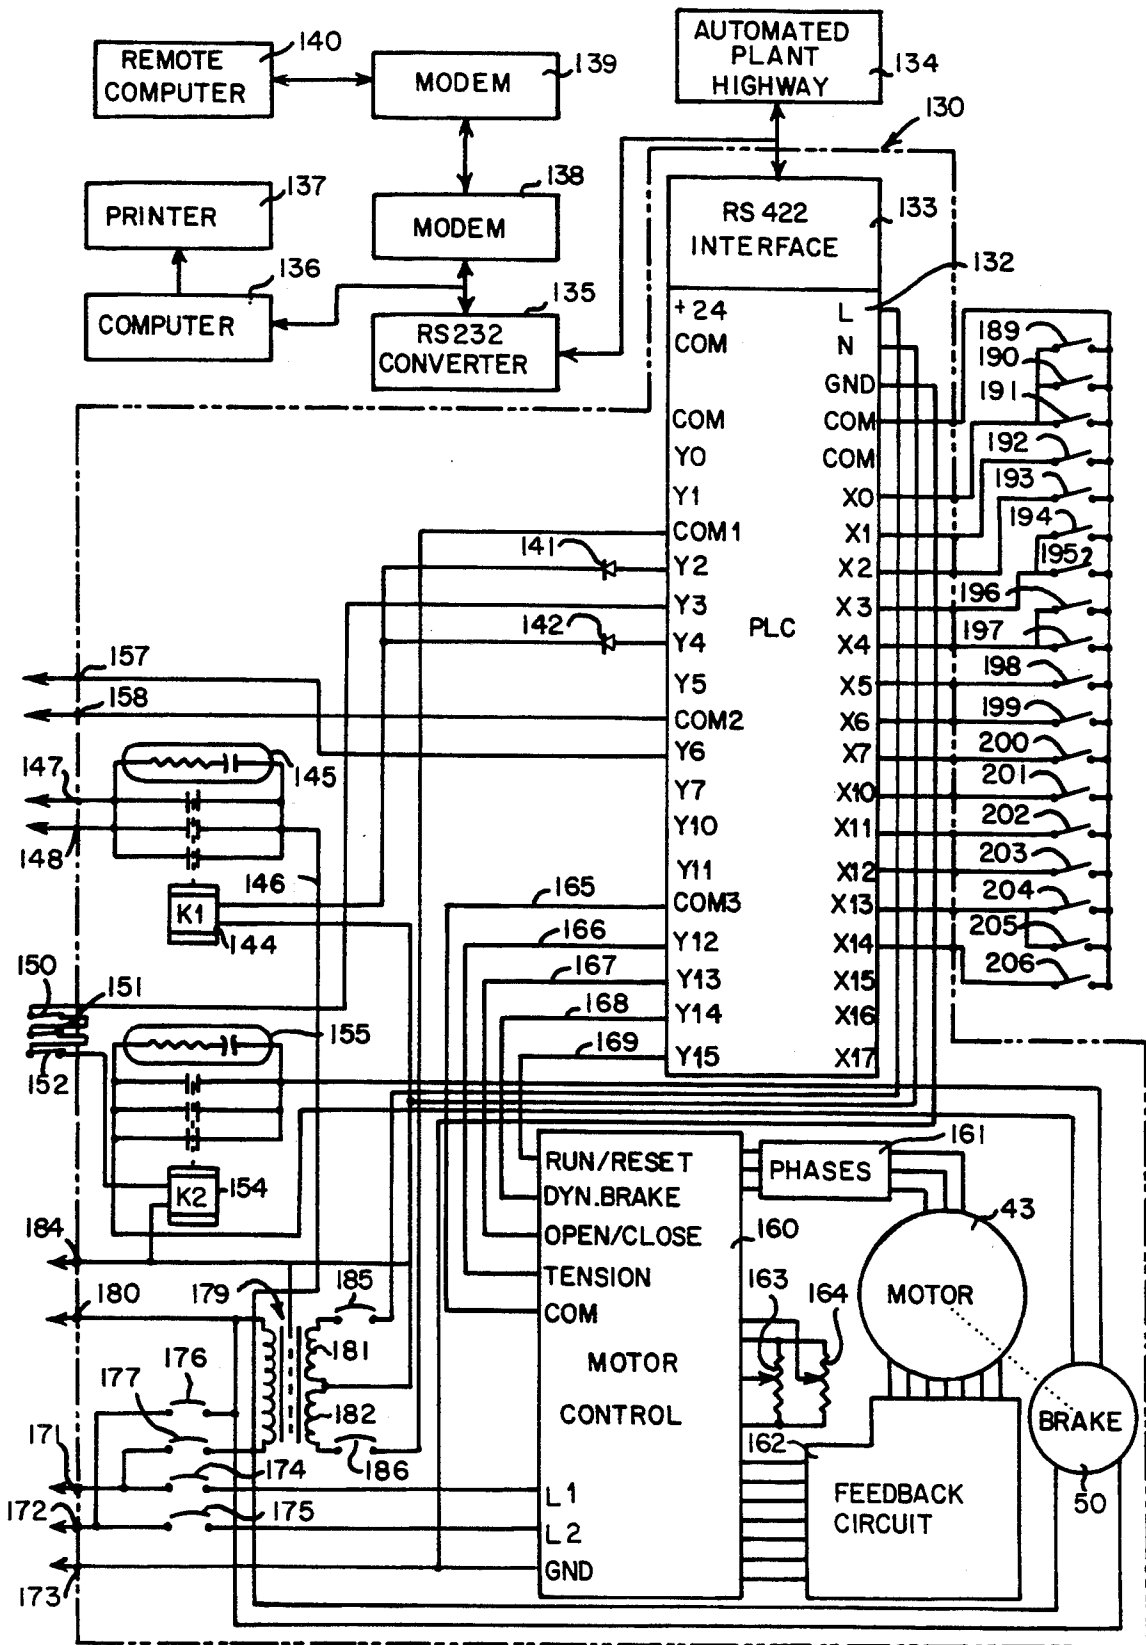 REMOTE
COMPUTER
140
MODEM
139
AUTOMATED
PLANT
HIGHWAY
134
130
PRINTER
137
MODEM
138
RS 422
INTERFACE
133
COMPUTER
136
RS232
CONVERTER
135
132
+24
L
COM
N
GND
COM
COM
Y0
COM
Y1
X0
COM1
X1
Y2
X2
Y3
X3
PLC
Y4
X4
Y5
X5
COM2
X6
Y6
X7
Y7
X10
Y10
X11
Y11
X12
COM3
X13
Y12
X14
Y13
X15
Y14
X16
Y15
X17
189
190
191
192
193
194
195
196
197
198
199
200
201
202
203
204
205
206
141
142
157
158
145
147
148
146
K1
144
150
151
152
155
K2
154
165
166
167
168
169
184
180
179
185
181
182
186
176
177
171
174
172
175
173
RUN/RESET
DYN.BRAKE
OPEN/CLOSE
TENSION
COM
MOTOR
CONTROL
L1
L2
GND
160
PHASES
161
43
MOTOR
163
164
162
FEEDBACK
CIRCUIT
BRAKE
50